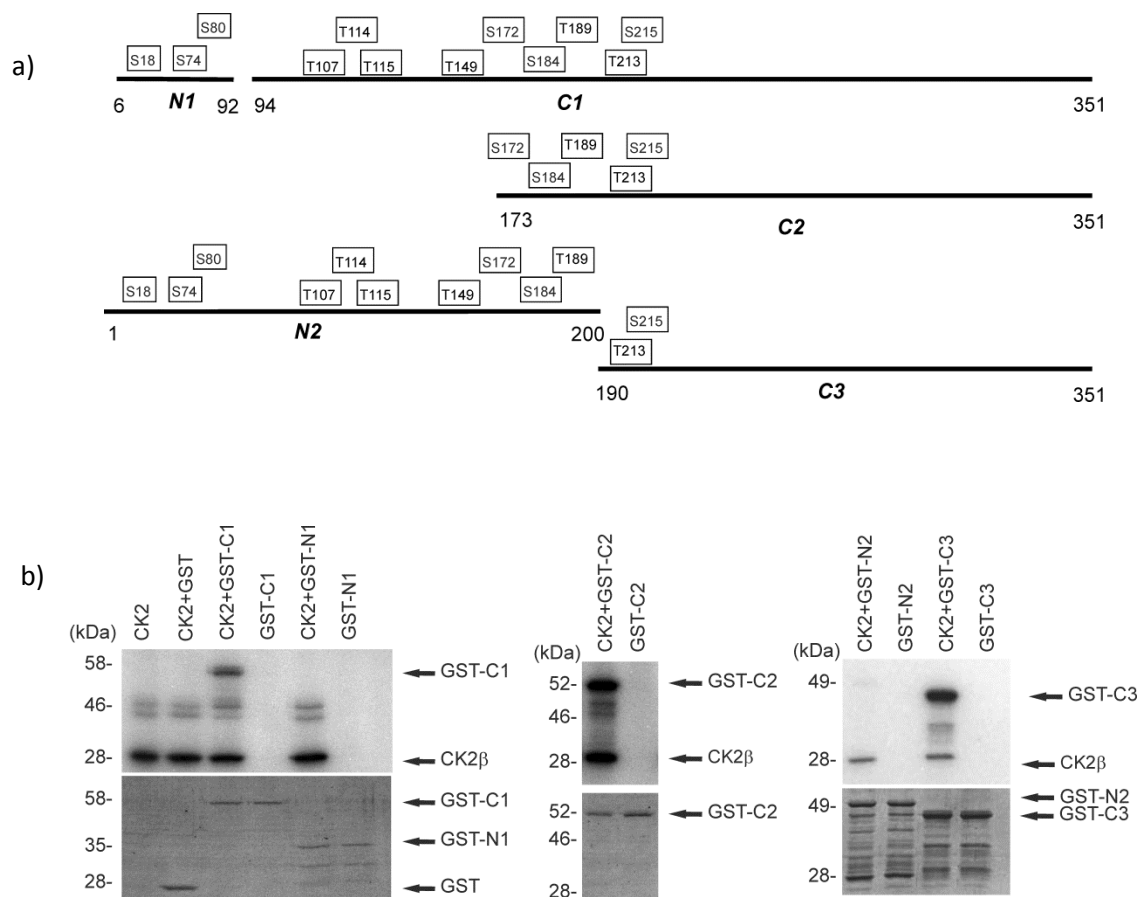 a)
S80 T114 S172 T189 S215
S18 S74 T107 T115 T149 S184 T213
6 N1 92 94 C1 351
S172 T189 S215
S184 T213
173 C2 351
S80 T114 S172 T189
S18 S74 T107 T115 T149 S184
1 N2 200
S215
T213
190 C3 351
b)
CK2
CK2+GST
CK2+GST-C1
GST-C1
CK2+GST-N1
GST-N1
(kDa)
58-
46-
28-
GST-C1
CK2β
58-
35-
28-
GST-C1
GST-N1
GST
CK2+GST-C2
GST-C2
(kDa)
52-
46-
28-
GST-C2
CK2β
52-
46-
28-
GST-C2
CK2+GST-N2
GST-N2
CK2+GST-C3
GST-C3
(kDa)
49-
28-
GST-C3
CK2β
49-
28-
GST-N2
GST-C3